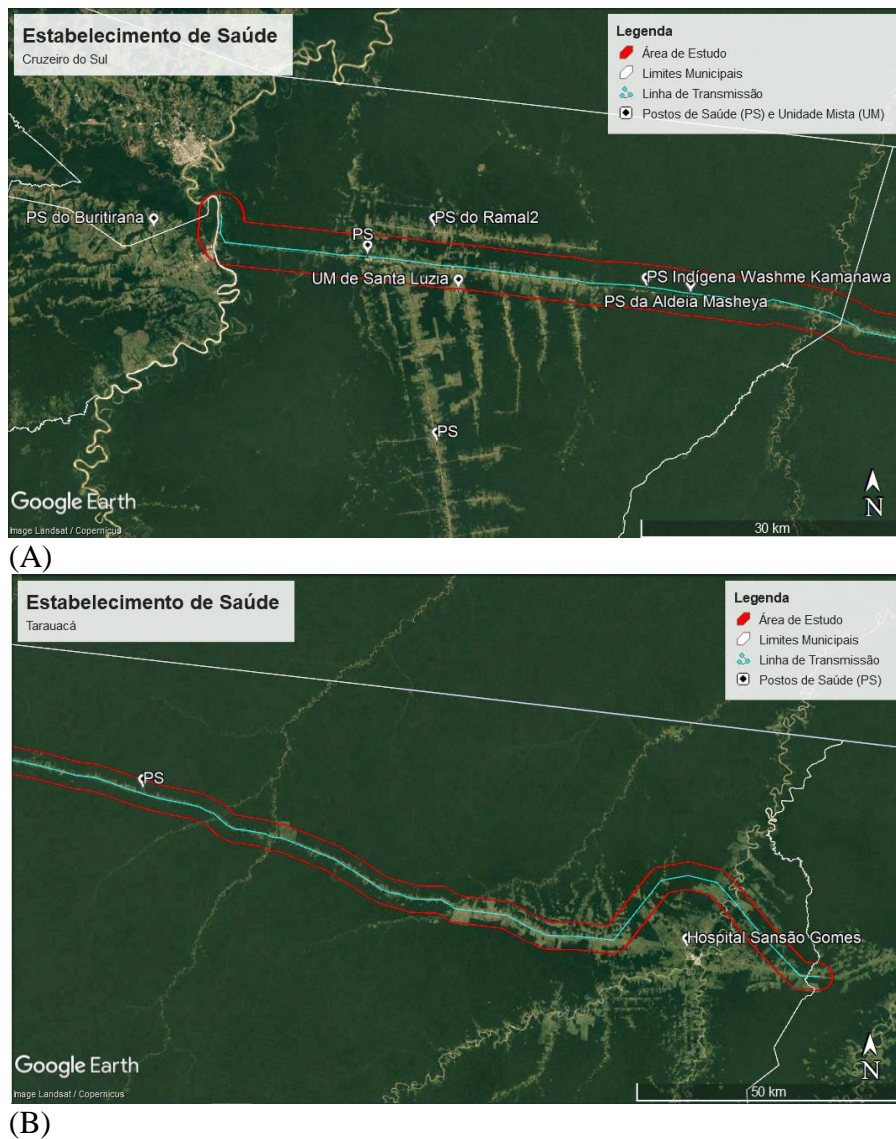 Estabelecimento de Saúde
Cruzeiro do Sul
Legenda
Área de Estudo
Limites Municipais
Linha de Transmissão
Postos de Saúde (PS) e Unidade Mista (UM)
PS do Buritirana
PS do Ramal2
PS
UM de Santa Luzia
PS Indígena Washme Kamanawa
PS da Aldeia Masheya
PS
Google Earth
Image Landsat / Copernicus
N
30 km
(A)
Estabelecimento de Saúde
Tarauacá
Legenda
Área de Estudo
Limites Municipais
Linha de Transmissão
Postos de Saúde (PS)
PS
Hospital Sansão Gomes
Google Earth
Image Landsat / Copernicus
N
50 km
(B)